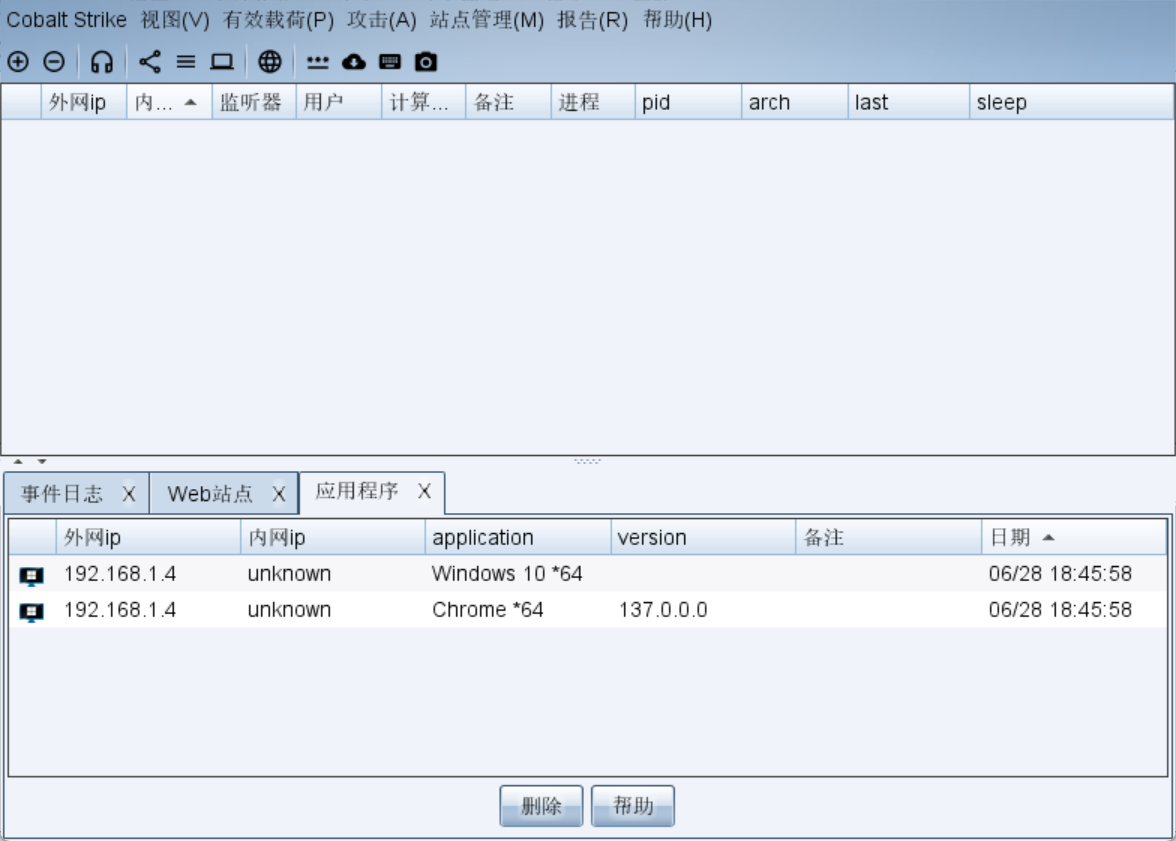 Cobalt Strike 视图(V) 有效载荷(P) 攻击(A) 站点管理(M) 报告(R) 帮助(H)
外网ip 内... 监听器 用户 计算... 备注 进程 pid arch last sleep
事件日志 X Web站点 X 应用程序 X
外网ip 内网ip application version 备注 日期
192.168.1.4 unknown Windows 10 *64 06/28 18:45:58
192.168.1.4 unknown Chrome *64 137.0.0.0 06/28 18:45:58
删除 帮助